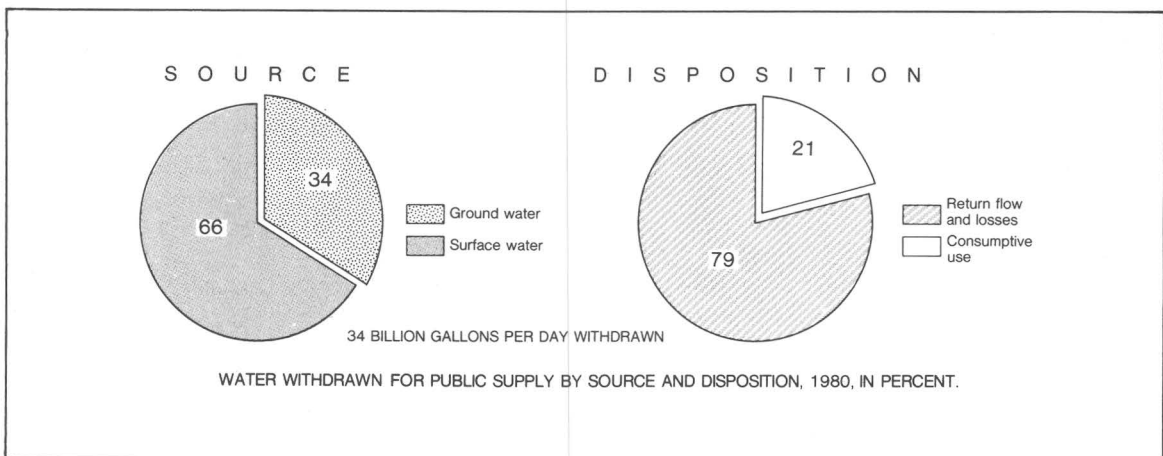 S O U R C E
34
66
Ground water
Surface water
D I S P O S I T I O N
21
79
Return flow
and losses
Consumptive
use
34 BILLION GALLONS PER DAY WITHDRAWN
WATER WITHDRAWN FOR PUBLIC SUPPLY BY SOURCE AND DISPOSITION, 1980, IN PERCENT.